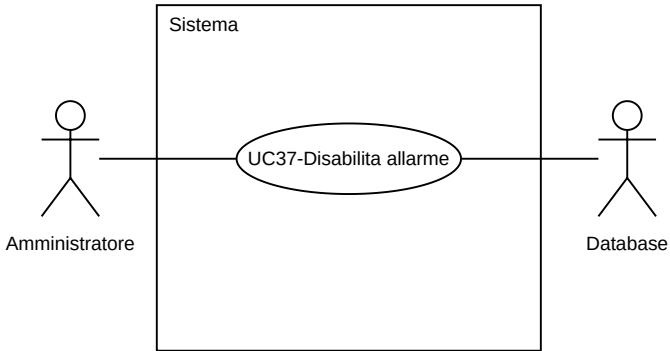 Sistema
UC37-Disabilita allarme
Amministratore
Database